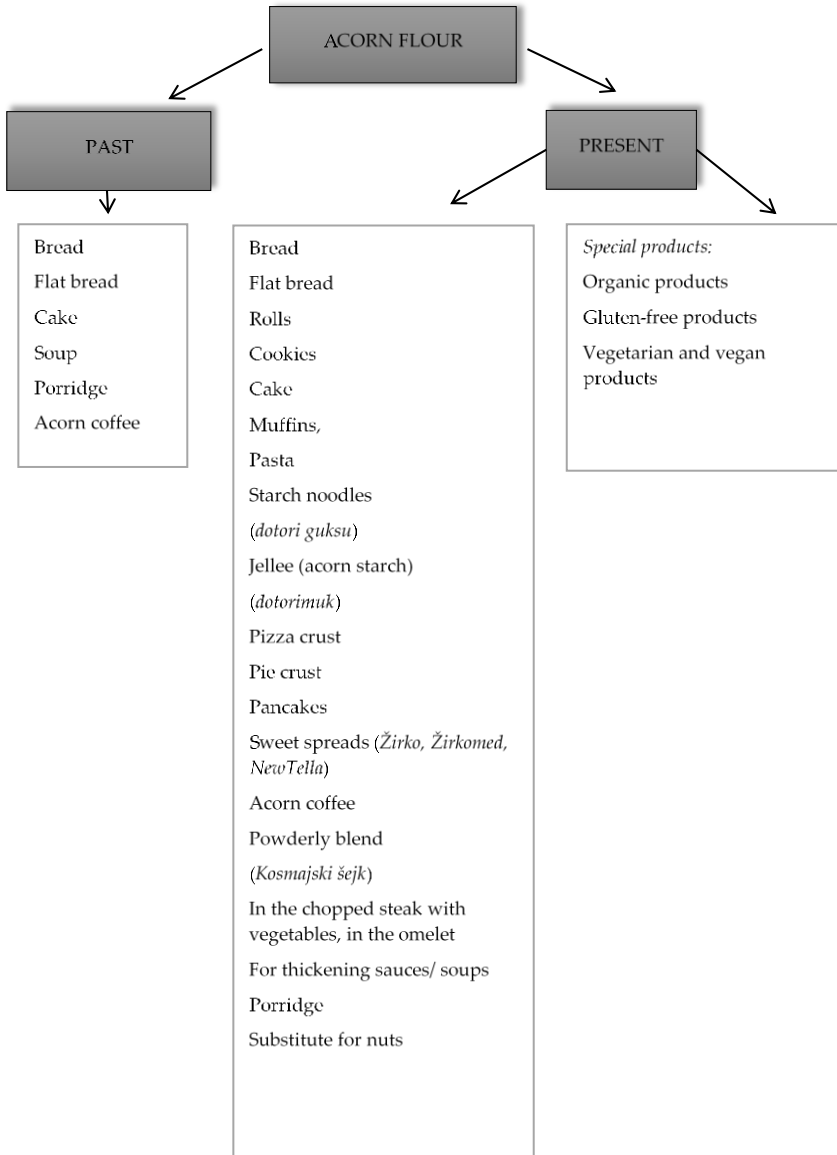 ACORN FLOUR
PAST
PRESENT
Bread
Flat bread
Cake
Soup
Porridge
Acorn coffee
Bread
Flat bread
Rolls
Cookies
Cake
Muffins,
Pasta
Starch noodles
(dotori guksu)
Jellee (acorn starch)
(dotorimuk)
Pizza crust
Pie crust
Pancakes
Sweet spreads (Žirko, Žirkomed,
NewTella)
Acorn coffee
Powderly blend
(Kosmajski šejk)
In the chopped steak with
vegetables, in the omelet
For thickening sauces/ soups
Porridge
Substitute for nuts
Special products:
Organic products
Gluten-free products
Vegetarian and vegan
products